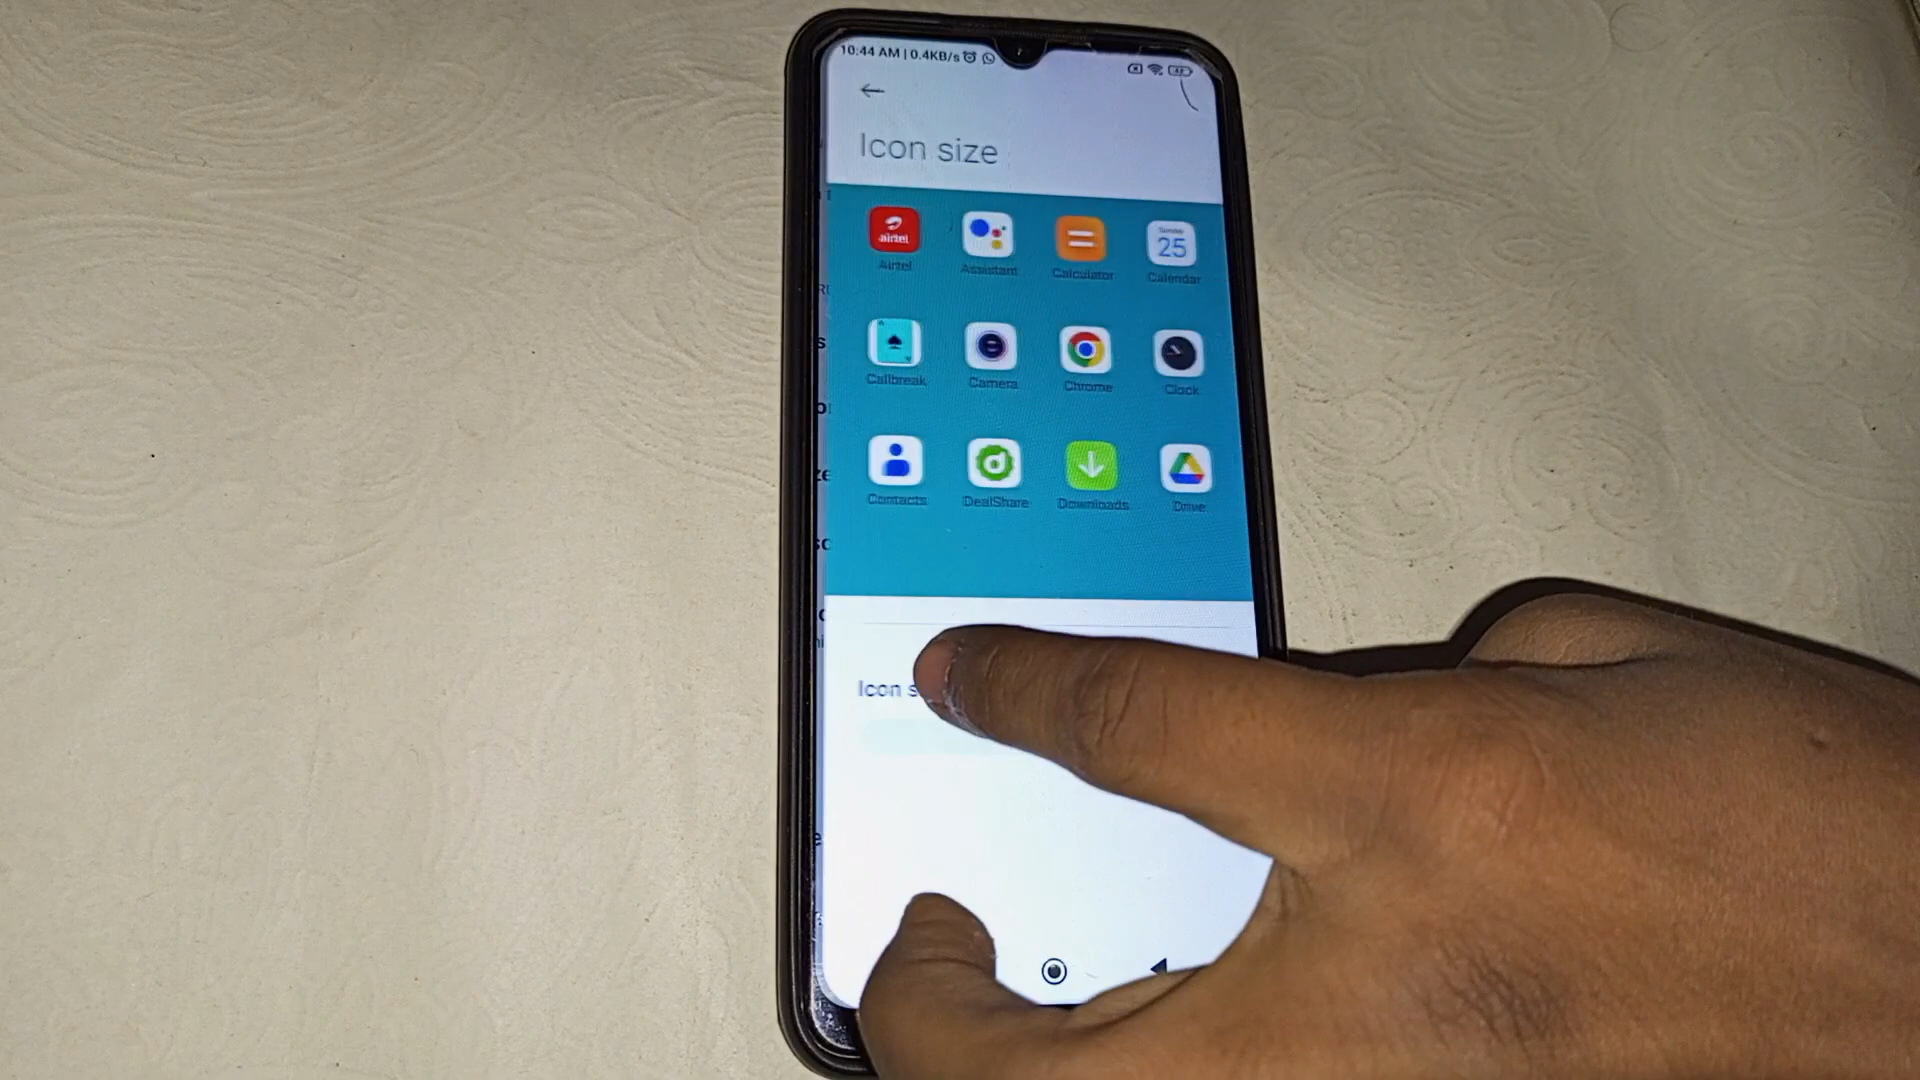 10:44 AM | 0.4KB/s
Icon size
airtel
Sunday
25
Airtel Assistant Calculator Calendar
Callbreak Camera Chrome Clock
Contacts DealShare Downloads Drive
Icon s